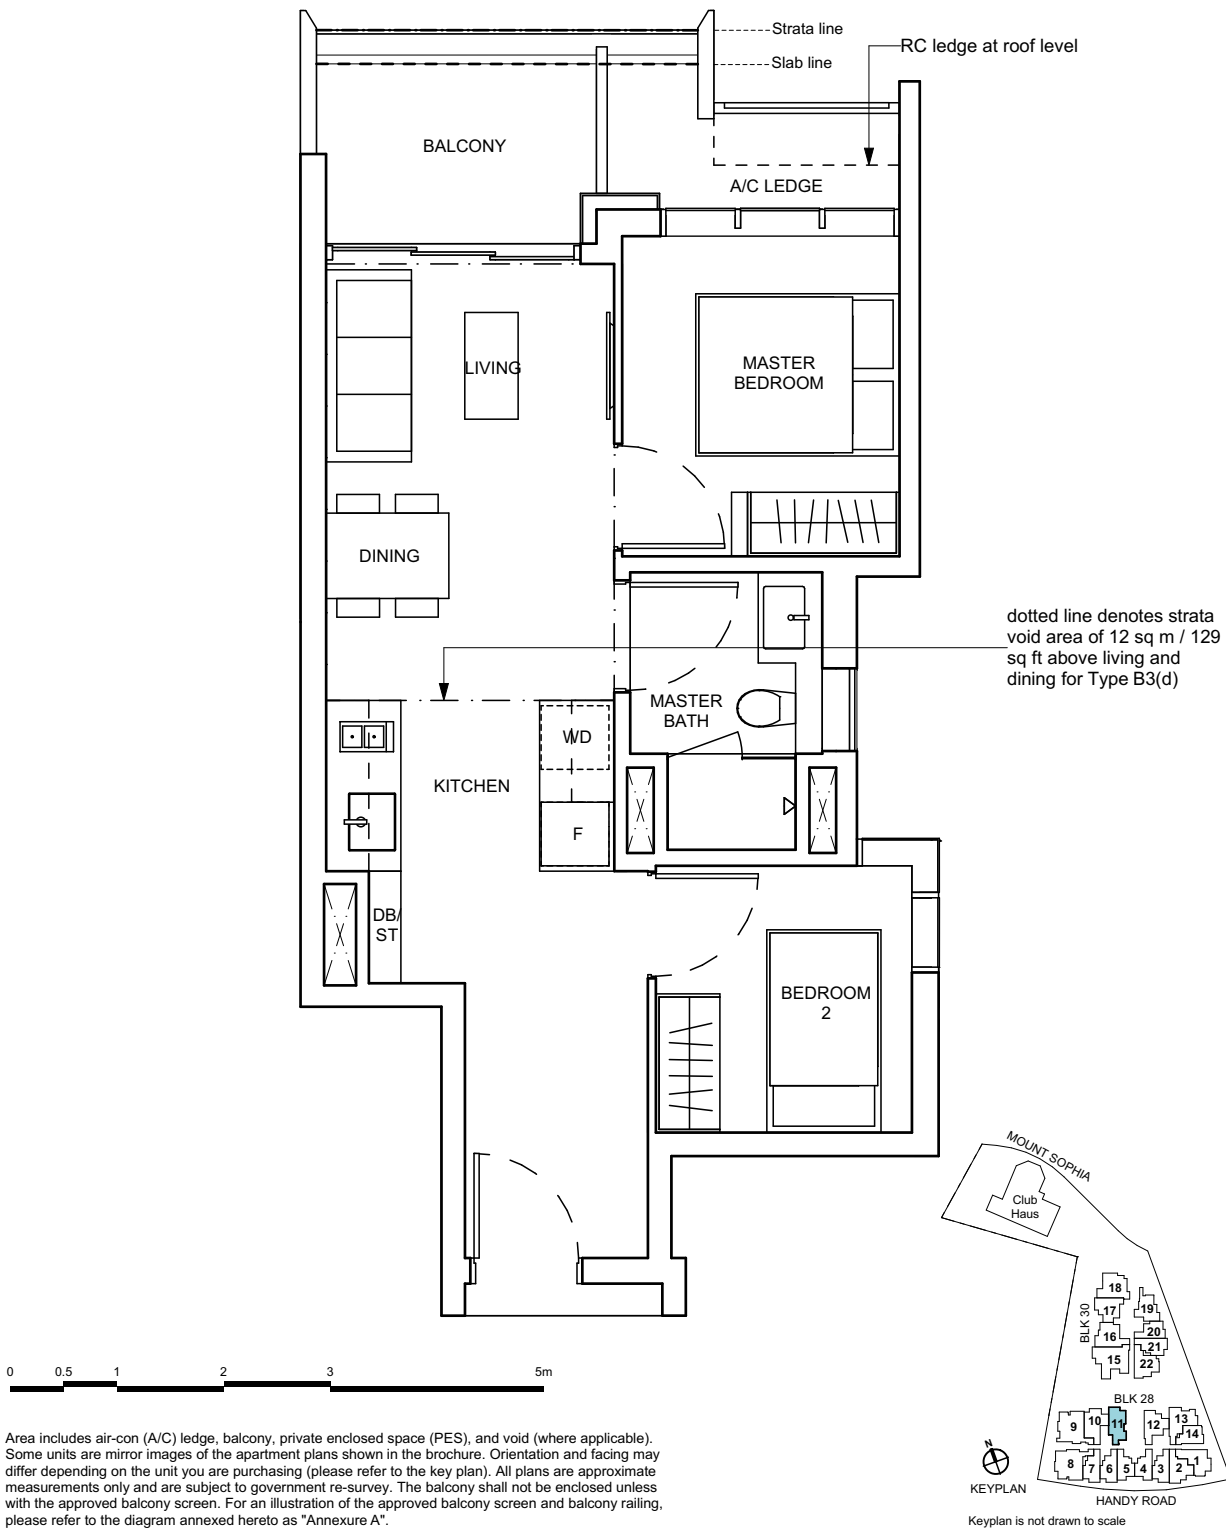 Strata line
RC ledge at roof level
Slab line
BALCONY
A/C LEDGE
LIVING
MASTER
BEDROOM
DINING
dotted line denotes strata
void area of 12 sq m / 129
sq ft above living and
dining for Type B3(d)
MASTER
BATH
WD
KITCHEN
F
DB/
ST
BEDROOM
2
MOUNT SOPHIA
Club
Haus
BLK 30
18
17
19
16
20
21
15
22
BLK 28
9
10
11
12
13
14
8
7
6
5
4
3
2
1
HANDY ROAD
N
KEYPLAN
Keyplan is not drawn to scale
0 0.5 1 2 3 5m
Area includes air-con (A/C) ledge, balcony, private enclosed space (PES), and void (where applicable).
Some units are mirror images of the apartment plans shown in the brochure. Orientation and facing may
differ depending on the unit you are purchasing (please refer to the key plan). All plans are approximate
measurements only and are subject to government re-survey. The balcony shall not be enclosed unless
with the approved balcony screen. For an illustration of the approved balcony screen and balcony railing,
please refer to the diagram annexed hereto as "Annexure A".